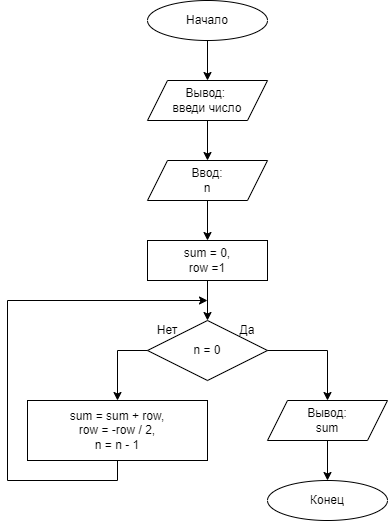 Начало
Вывод:
введи число
Ввод:
n
sum = 0,
row =1
Нет
Да
n = 0
sum = sum + row,
row = -row / 2,
n = n - 1
Вывод:
sum
Конец